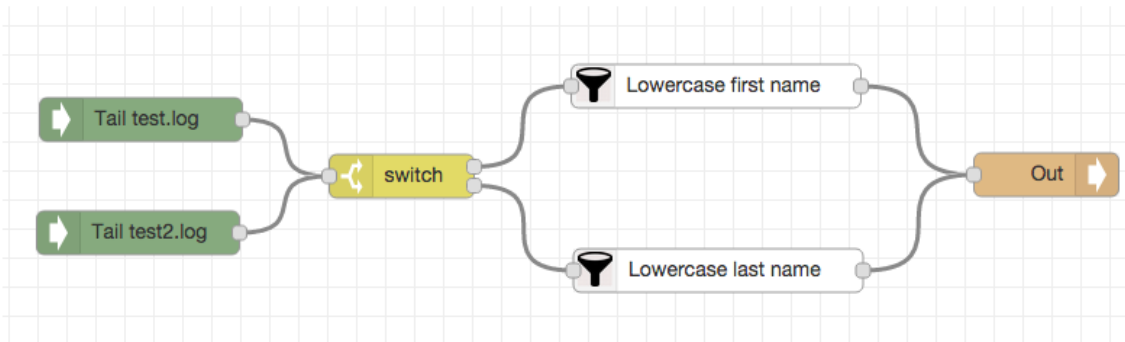 Tail test.log
Tail test2.log
switch
Lowercase first name
Lowercase last name
Out